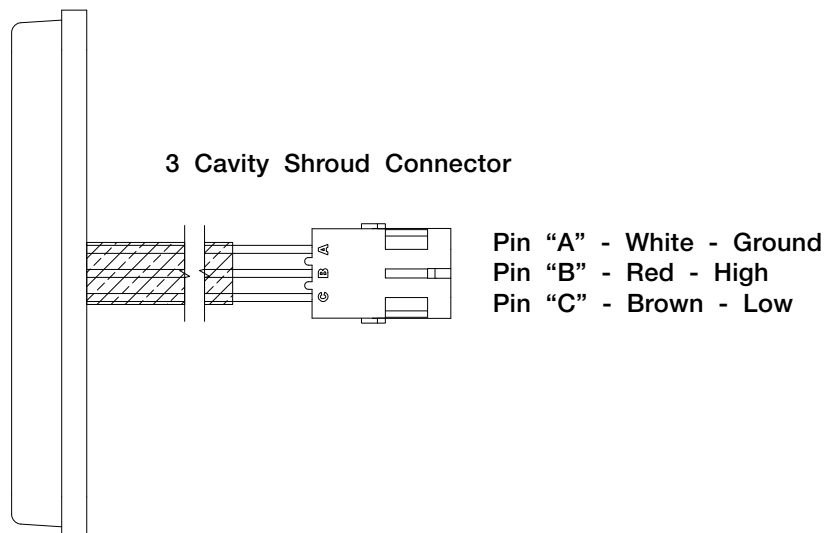 3 Cavity Shroud Connector
A
B
C
Pin “A” - White - Ground
Pin “B” - Red - High
Pin “C” - Brown - Low